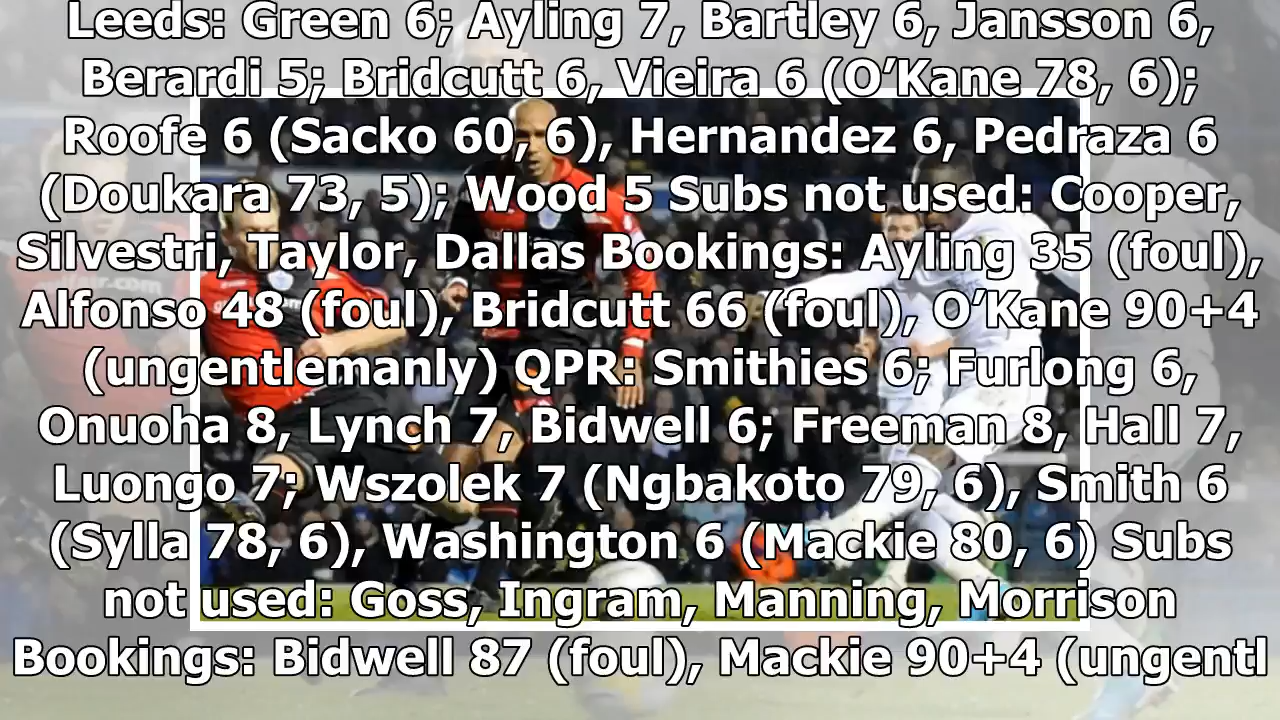 Leeds: Green 6; Ayling 7, Bartley 6, Jansson 6,
Berardi 5; Bridcutt 6, Vieira 6 (O’Kane 78, 6);
Roofe 6 (Sacko 60, 6), Hernandez 6, Pedraza 6
(Doukara 73, 5); Wood 5 Subs not used: Cooper,
Silvestri, Taylor, Dallas Bookings: Ayling 35 (foul),
Alfonso 48 (foul), Bridcutt 66 (foul), O’Kane 90+4
(ungentlemanly) QPR: Smithies 6; Furlong 6,
Onuoha 8, Lynch 7, Bidwell 6; Freeman 8, Hall 7,
Luongo 7; Wszolek 7 (Ngbakoto 79, 6), Smith 6
(Sylla 78, 6), Washington 6 (Mackie 80, 6) Subs
not used: Goss, Ingram, Manning, Morrison
Bookings: Bidwell 87 (foul), Mackie 90+4 (ungentl